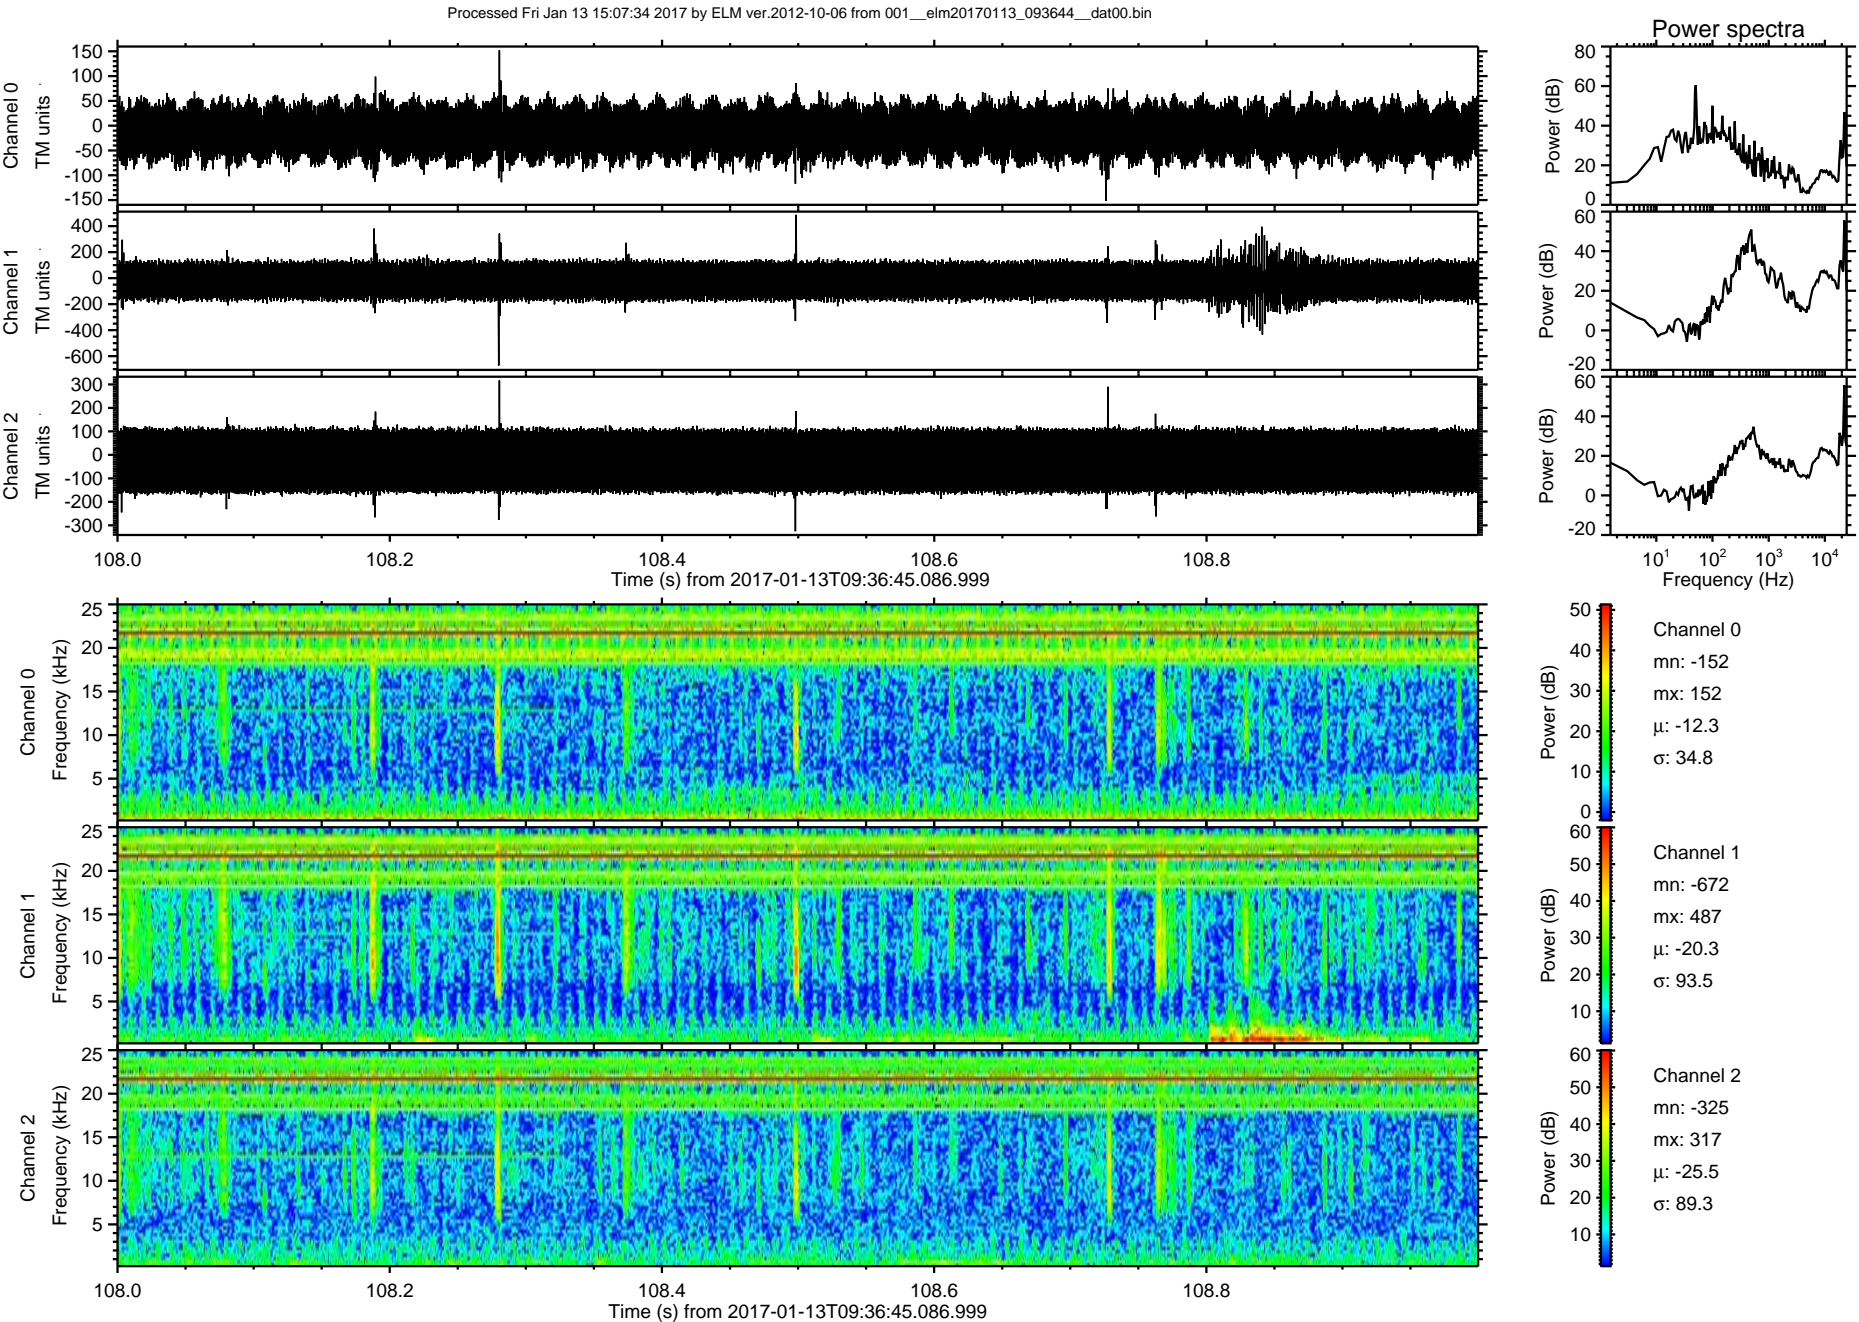 Processed Fri Jan 13 15:07:34 2017 by ELM ver.2012-10-06 from 001__elm20170113_093644__dat00.bin
Power spectra
Channel 0
TM units
150
100
50
0
-50
-100
-150
Power (dB)
80
60
40
20
0
Channel 1
TM units
400
200
0
-200
-400
-600
Power (dB)
60
40
20
0
-20
Channel 2
TM units
300
200
100
0
-100
-200
-300
Power (dB)
60
40
20
0
-20
108.0 108.2 108.4 108.6 108.8
Time (s) from 2017-01-13T09:36:45.086.999
10^1 10^2 10^3 10^4
Frequency (Hz)
Channel 0
Frequency (kHz)
25
20
15
10
5
Power (dB)
50
40
30
20
10
0
Channel 0
mn: -152
mx: 152
μ: -12.3
σ: 34.8
Channel 1
Frequency (kHz)
25
20
15
10
5
Power (dB)
60
50
40
30
20
10
Channel 1
mn: -672
mx: 487
μ: -20.3
σ: 93.5
Channel 2
Frequency (kHz)
25
20
15
10
5
Power (dB)
60
50
40
30
20
10
Channel 2
mn: -325
mx: 317
μ: -25.5
σ: 89.3
108.0 108.2 108.4 108.6 108.8
Time (s) from 2017-01-13T09:36:45.086.999